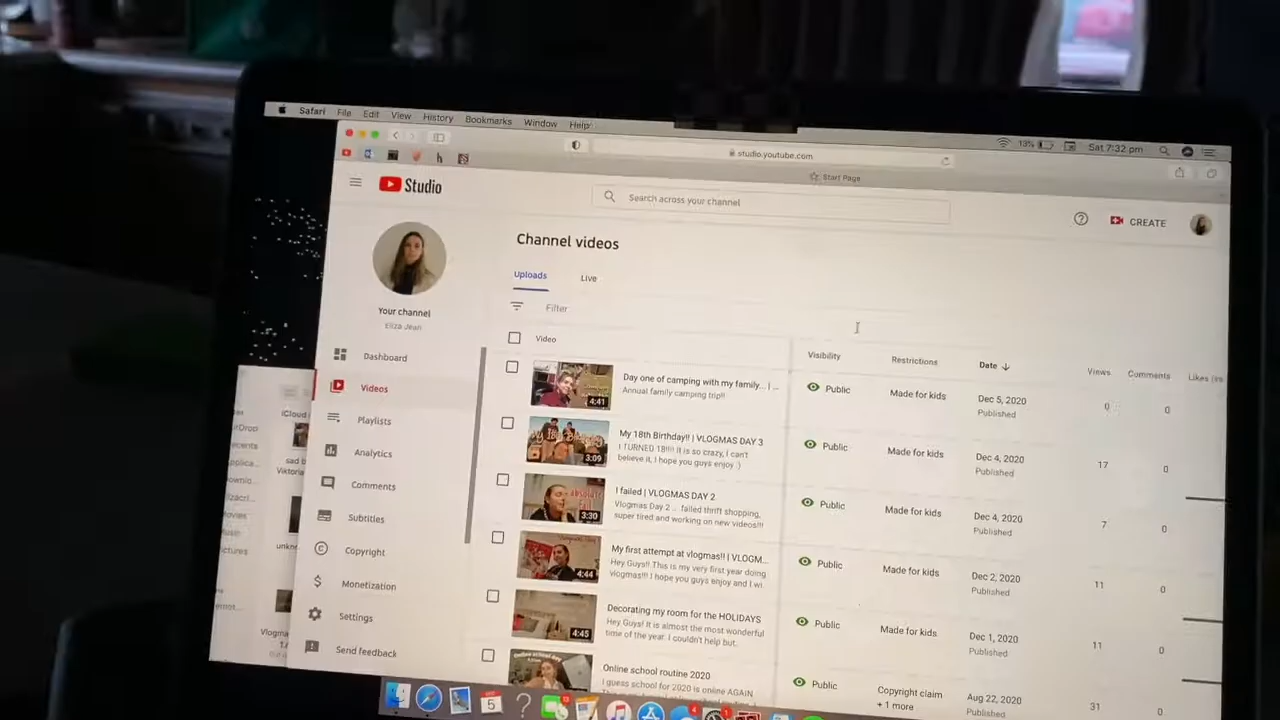 Safari File Edit View History Bookmarks Window Help
13% Sat 7:32 pm
studio.youtube.com
Start Page
Studio
Search across your channel
CREATE
Channel videos
Uploads Live
Filter
Your channel
Eliza Jean
Dashboard
Videos
Playlists
Analytics
Comments
Subtitles
Copyright
Monetization
Settings
Send feedback
Video Visibility Restrictions Date Views Comments Likes
4:41
Day one of camping with my family... | ...
Annual family camping trip!!
Public Made for kids Dec 5, 2020 0 0
Published
3:09
My 18th Birthday!! | VLOGMAS DAY 3
I TURNED 18!!!! It is so crazy, I can't
believe it, I hope you guys enjoy :)
Public Made for kids Dec 4, 2020 17 0
Published
ABSOLUTE
3:30
I failed | VLOGMAS DAY 2
Vlogmas Day 2 ... failed thrift shopping,
super tired and working on new videos!!!
Public Made for kids Dec 4, 2020 7 0
Published
4:44
My first attempt at vlogmas!! | VLOGM...
Hey Guys!! This is my very first year doing
vlogmas!!! I hope you guys enjoy and I wi...
Public Made for kids Dec 2, 2020 11 0
Published
4:45
Decorating my room for the HOLIDAYS
Hey Guys! It is almost the most wonderful
time of the year. I couldn't help but.
Public Made for kids Dec 1, 2020 11 0
Published
Online school routine 2020
I guess school for 2020 is online AGAIN
Public Copyright claim Aug 22, 2020 31 0
+ 1 more Published
iCloud
5